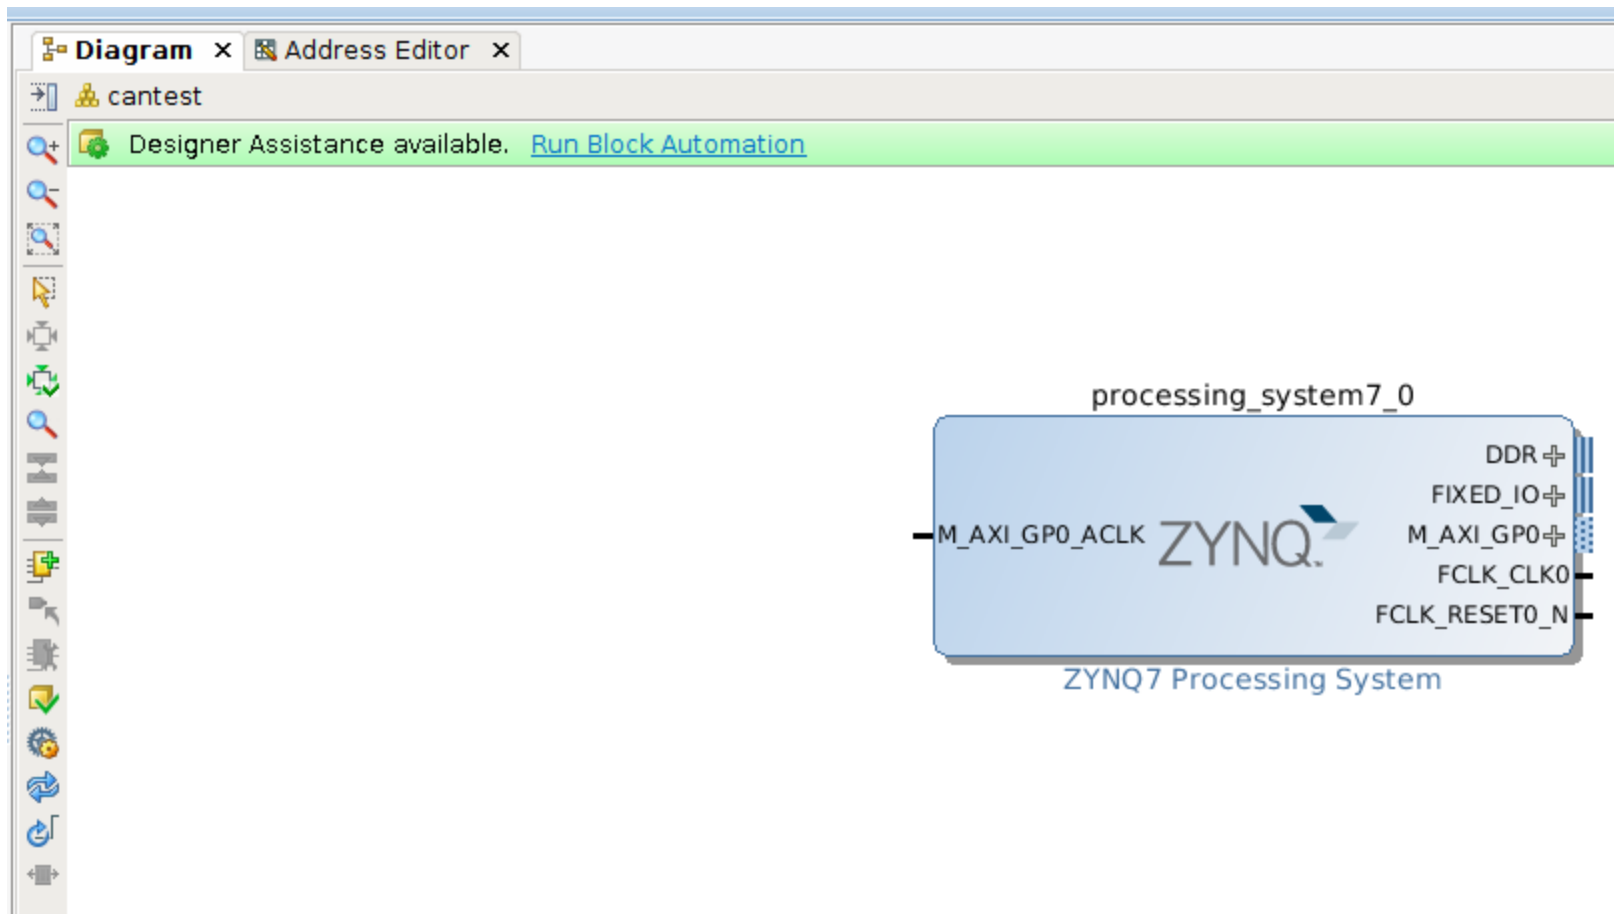 Diagram
Address Editor
cantest
Designer Assistance available. Run Block Automation
processing_system7_0
DDR
FIXED_IO
M_AXI_GP0_ACLK
ZYNQ
M_AXI_GP0
FCLK_CLK0
FCLK_RESET0_N
ZYNQ7 Processing System